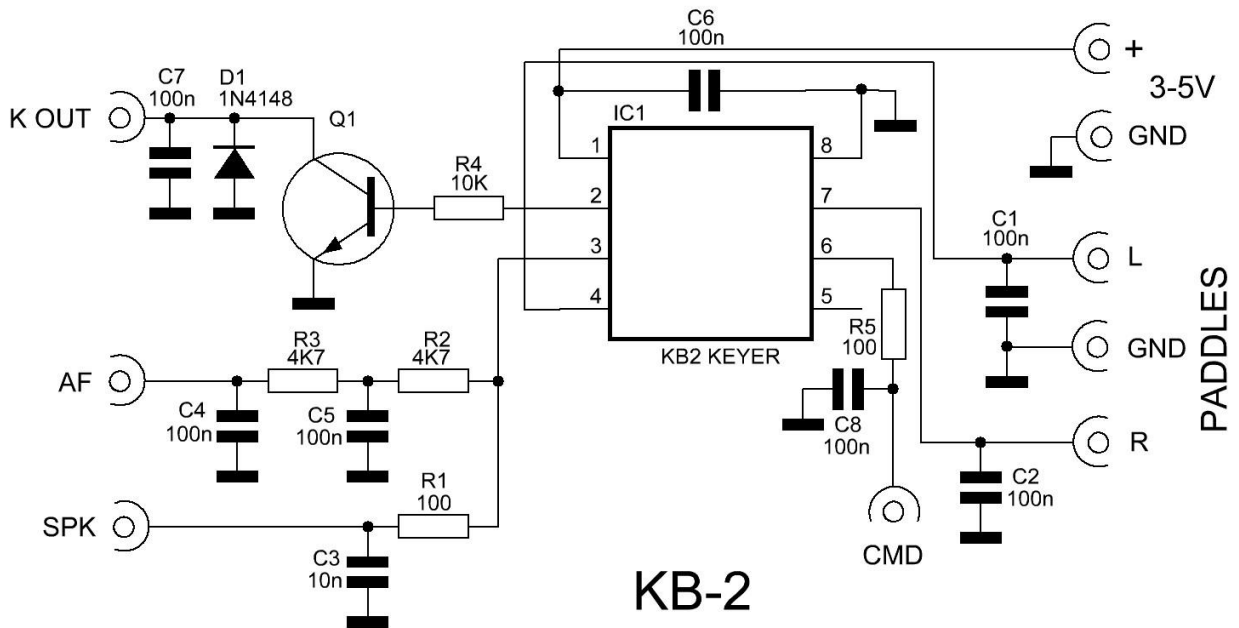 C6
100n
+
3-5V
C7
100n
D1
1N4148
Q1
K OUT
IC1
GND
1
8
R4
10K
2
7
C1
100n
3
6
L
4
5
R5
100
KB2 KEYER
R3
4K7
R2
4K7
GND
PADDLES
AF
C4
100n
C5
100n
C8
100n
R
R1
100
C2
100n
SPK
CMD
C3
10n
KB-2